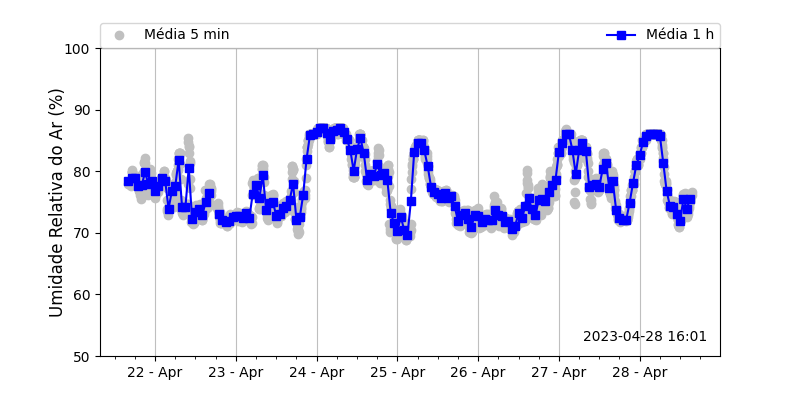 Média 5 min
Média 1 h
Umidade Relativa do Ar (%)
100
90
80
70
60
50
2023-04-28 16:01
22 - Apr
23 - Apr
24 - Apr
25 - Apr
26 - Apr
27 - Apr
28 - Apr